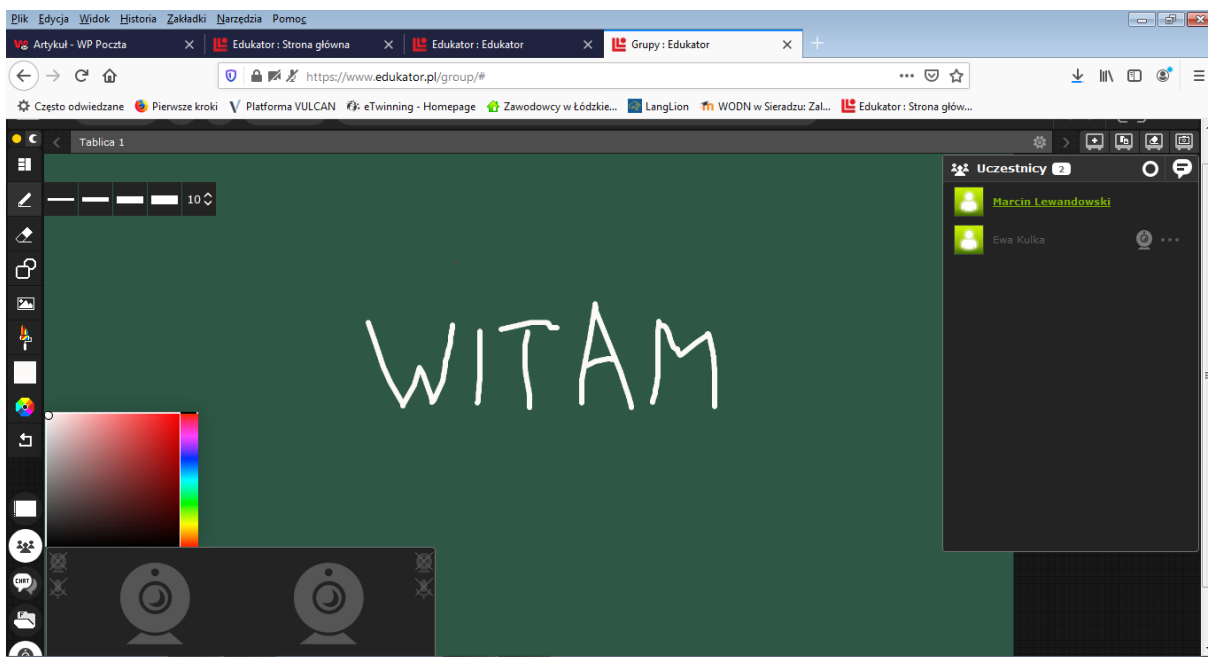 Plik Edycja Widok Historia Zakładki Narzędzia Pomoc
Artykuł - WP Poczta Edukator : Strona główna Edukator : Edukator Grupy : Edukator
https://www.edukator.pl/group/#
Często odwiedzane Pierwsze kroki Platforma VULCAN eTwinning - Homepage Zawodowcy w Łódzkie... LangLion WODN w Sieradzu: Zal... Edukator : Strona głów...
Tablica 1
Uczestnicy 2
10
Marcin Lewandowski
Ewa Kulka
WITAM
CHAT